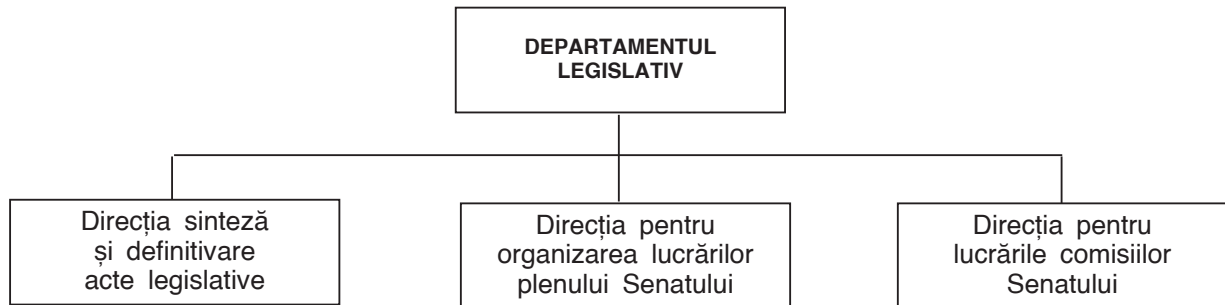 DEPARTAMENTUL
LEGISLATIV
Direcția sinteză
și definitivare
acte legislative
Direcția pentru
organizarea lucrărilor
plenului Senatului
Direcția pentru
lucrările comisiilor
Senatului